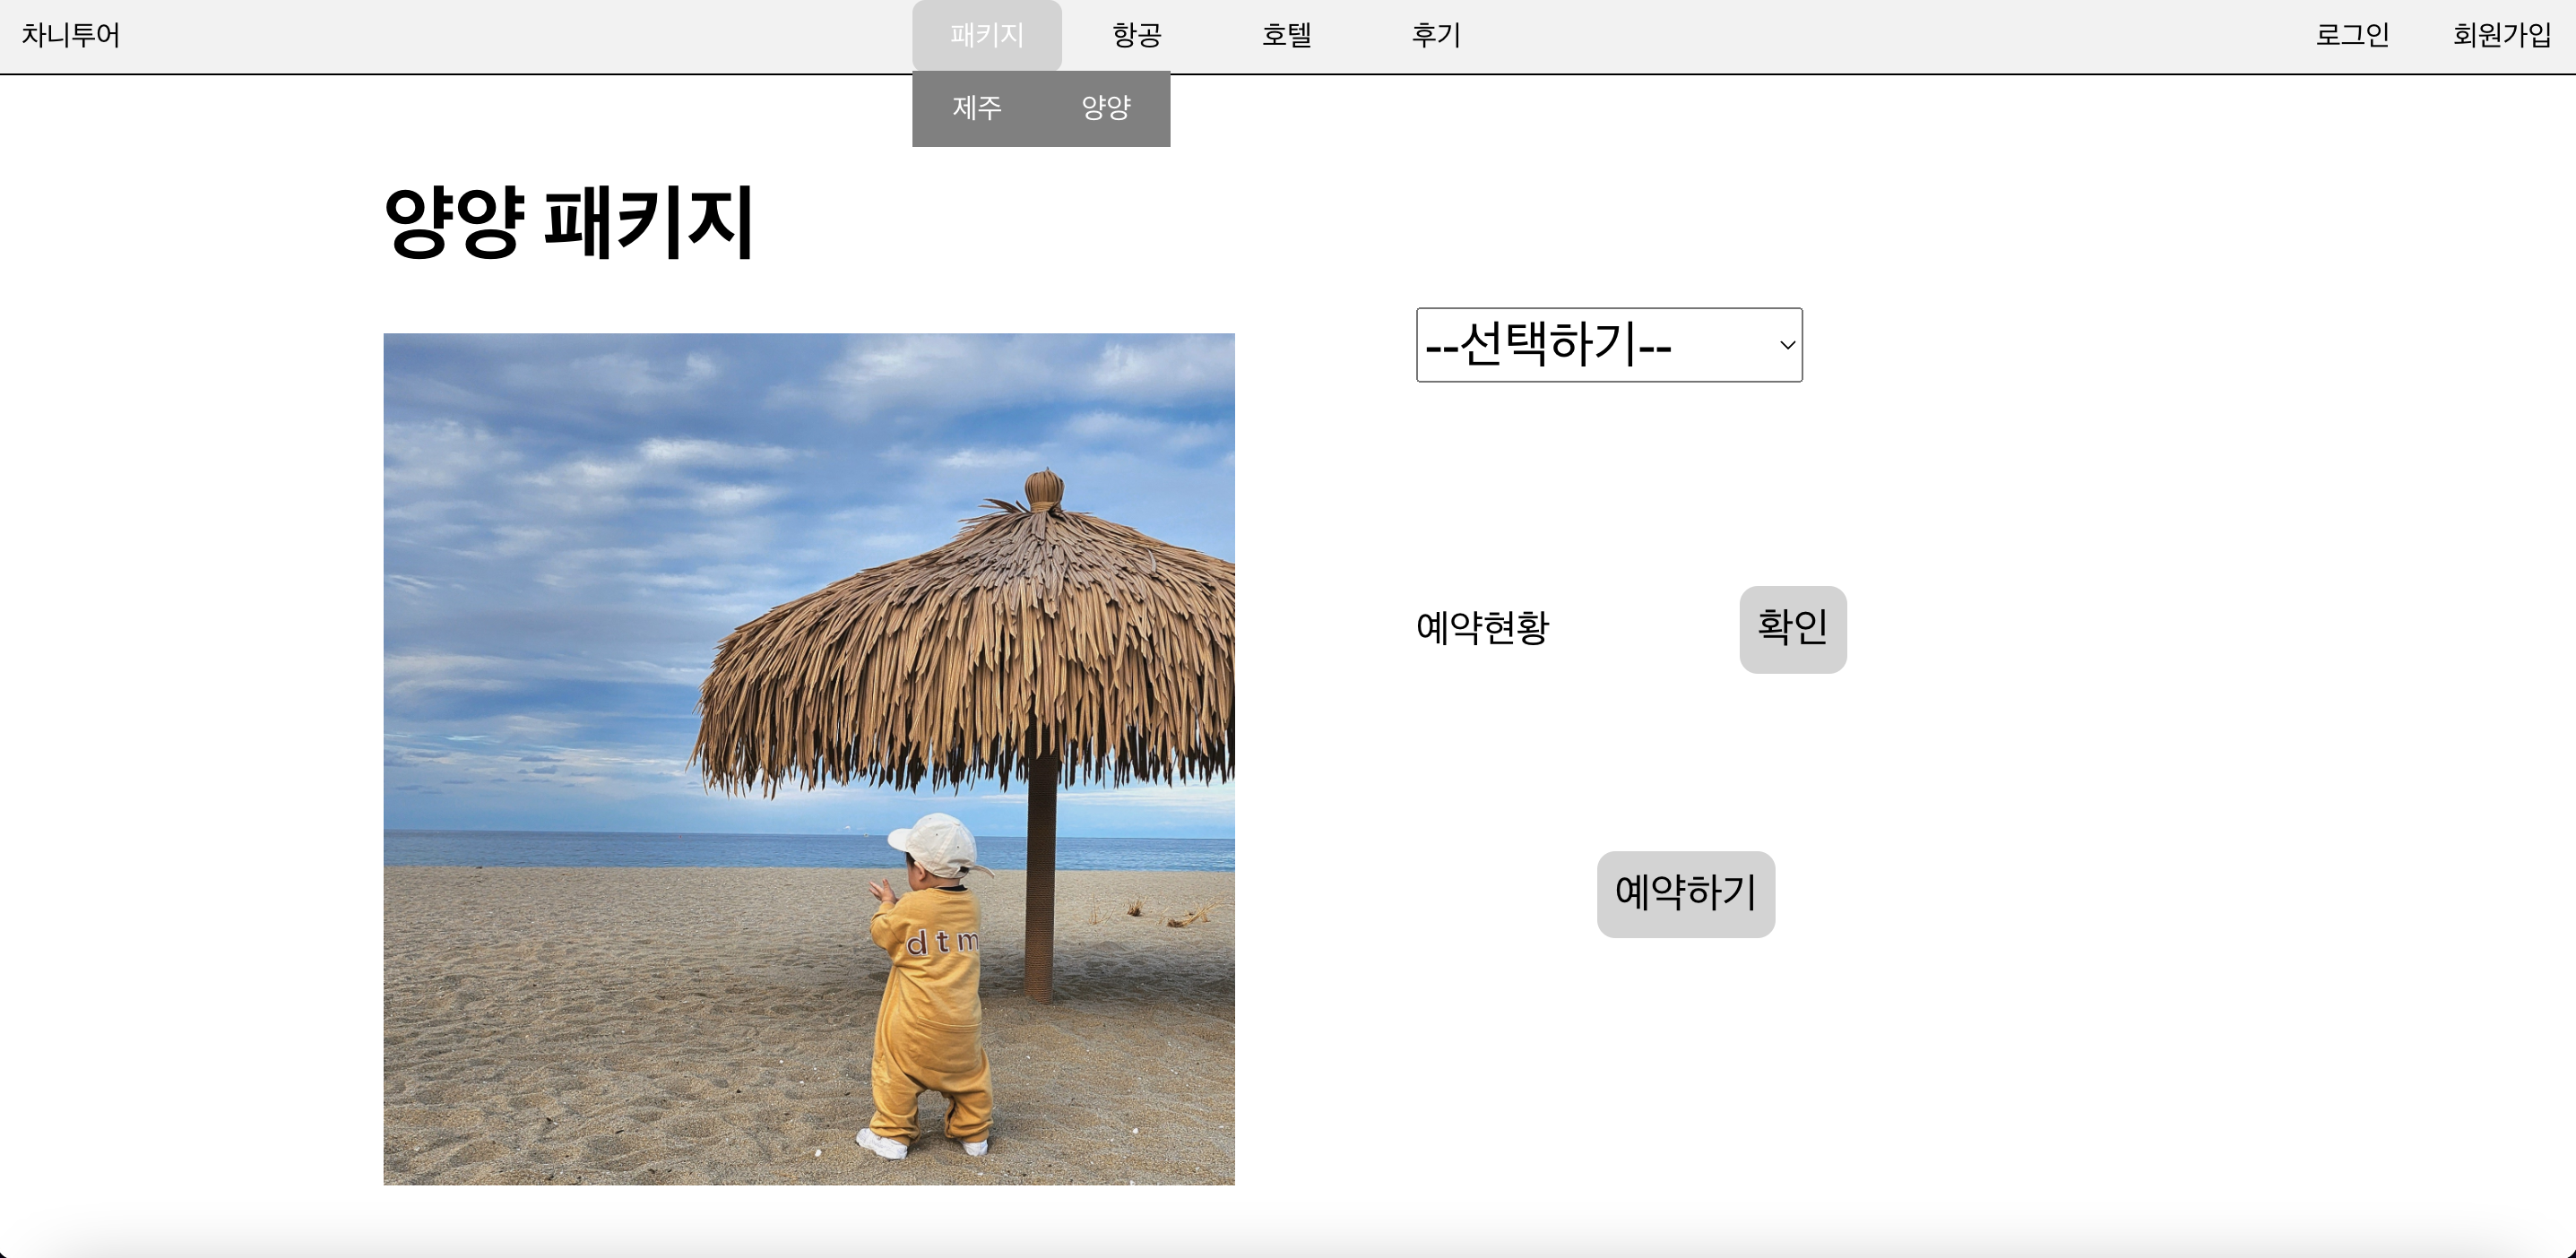 차니투어 패키지 항공 호텔 후기 로그인 회원가입
제주 양양
양양 패키지
--선택하기--
예약현황 확인
예약하기
dtm